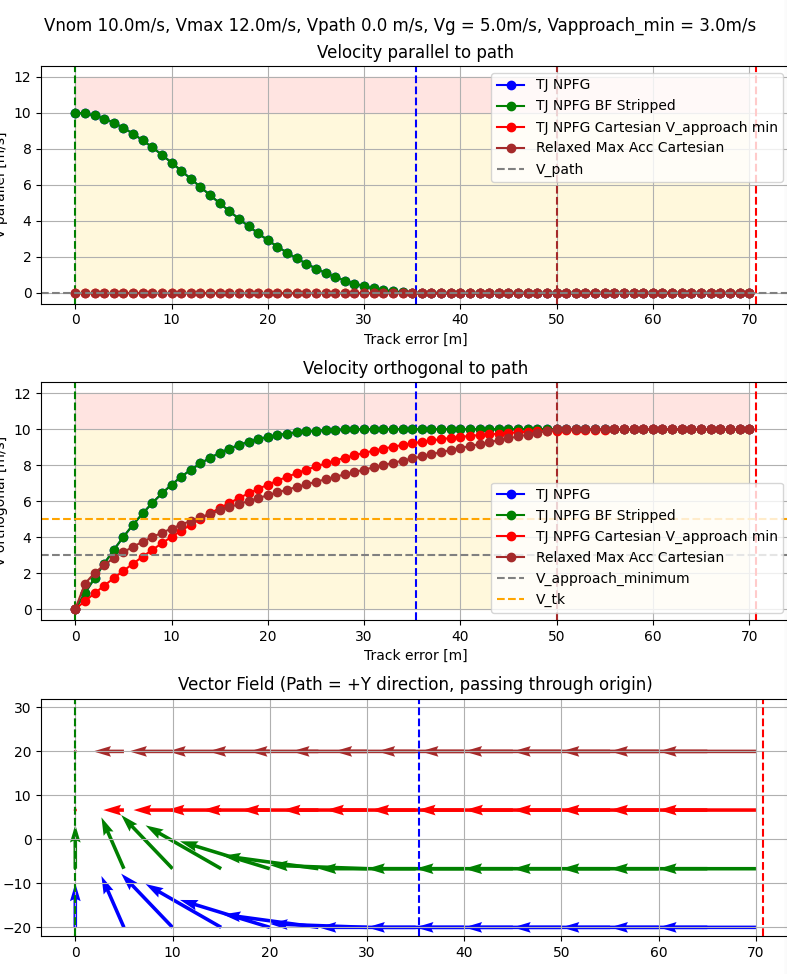 Vnom 10.0m/s, Vmax 12.0m/s, Vpath 0.0 m/s, Vg = 5.0m/s, Vapproach_min = 3.0m/s
Velocity parallel to path
12
10
8
6
4
2
0
TJ NPFG
TJ NPFG BF Stripped
TJ NPFG Cartesian V_approach min
Relaxed Max Acc Cartesian
V_path
0 10 20 30 40 50 60 70
Track error [m]
Velocity orthogonal to path
12
10
8
6
4
2
0
TJ NPFG
TJ NPFG BF Stripped
TJ NPFG Cartesian V_approach min
Relaxed Max Acc Cartesian
V_approach_minimum
V_tk
0 10 20 30 40 50 60 70
Track error [m]
Vector Field (Path = +Y direction, passing through origin)
30
20
10
0
−10
−20
0 10 20 30 40 50 60 70